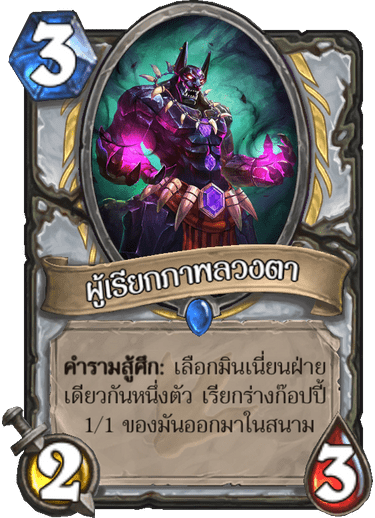 3
ผู้เรียกภาพลวงตา
คำรามสู้ศึก: เลือกมินเนี่ยนฝ่าย
เดียวกันหนึ่งตัว เรียกร่างก๊อปปี้
1/1 ของมันออกมาในสนาม
2
3